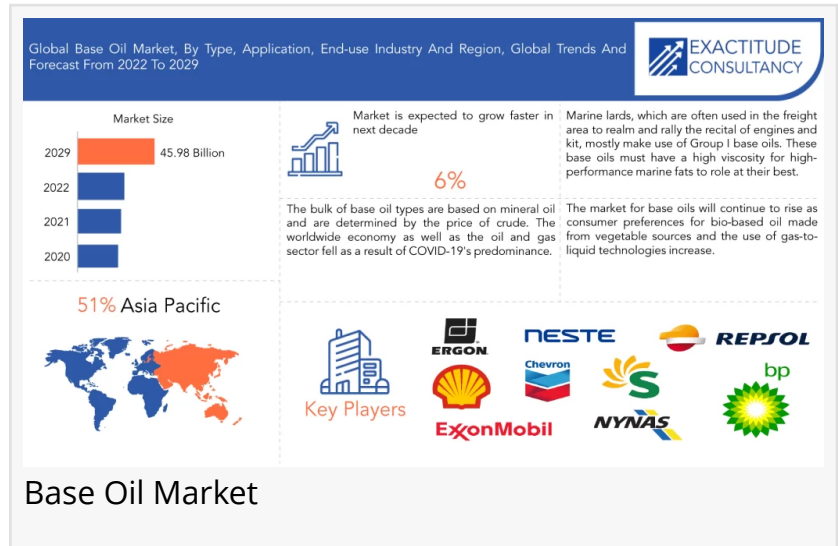 Global Base Oil Market, By Type, Application, End-use Industry And Region, Global Trends And
Forecast From 2022 To 2029
EXACTITUDE
CONSULTANCY
Market Size
2029
45.98 Billion
2022
2021
2020
Market is expected to grow faster in
next decade
6%
Marine lards, which are often used in the freight
area to realm and rally the recital of engines and
kit, mostly make use of Group I base oils. These
base oils must have a high viscosity for high-
performance marine fats to role at their best.
The bulk of base oil types are based on mineral oil
and are determined by the price of crude. The
worldwide economy as well as the oil and gas
sector fell as a result of COVID-19's predominance.
The market for base oils will continue to rise as
consumer preferences for bio-based oil made
from vegetable sources and the use of gas-to-
liquid technologies increase.
51% Asia Pacific
Key Players
ERGON
NESTE
REPSOL
Chevron
S
bp
ExxonMobil
NYNAS
Base Oil Market